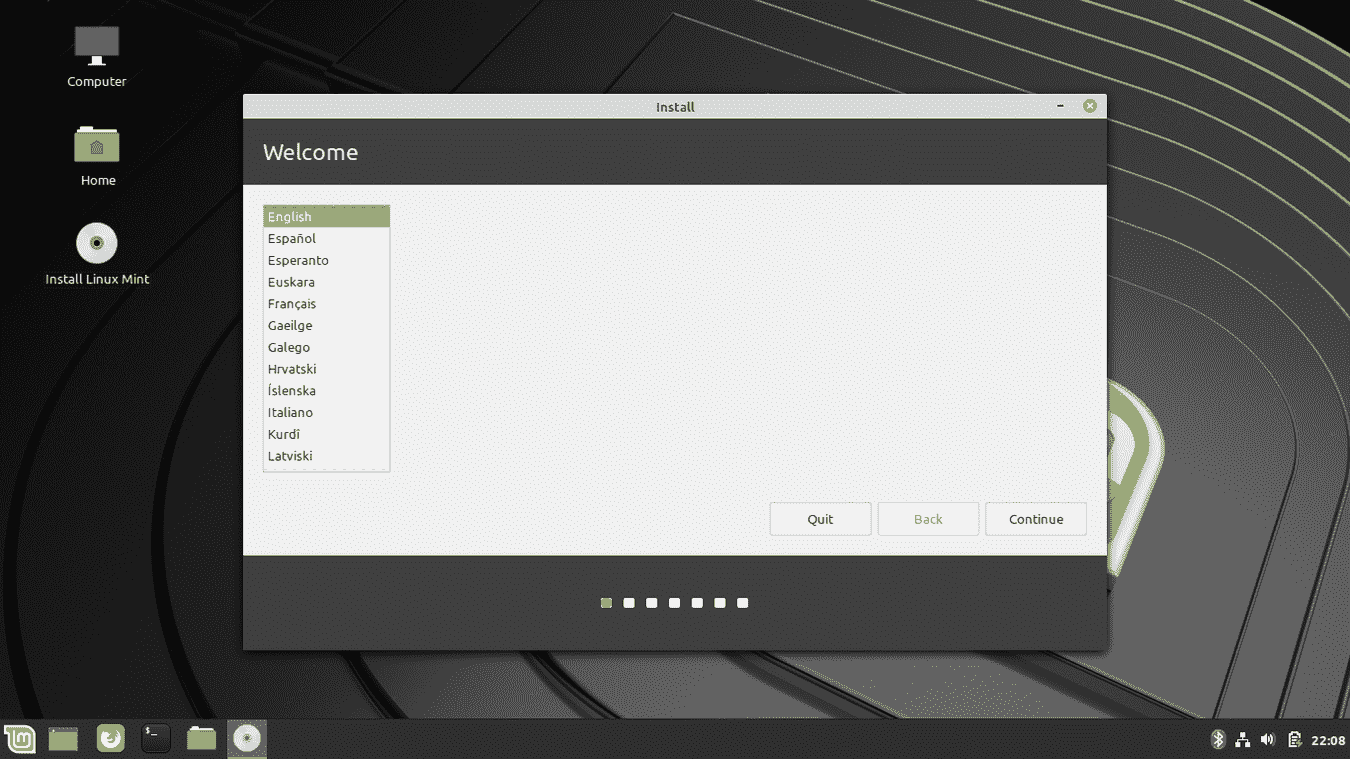 Computer
Home
Install Linux Mint
Install
Welcome
English
Español
Esperanto
Euskara
Français
Gaeilge
Galego
Hrvatski
Íslenska
Italiano
Kurdî
Latviski
Quit
Back
Continue
$_
22:08